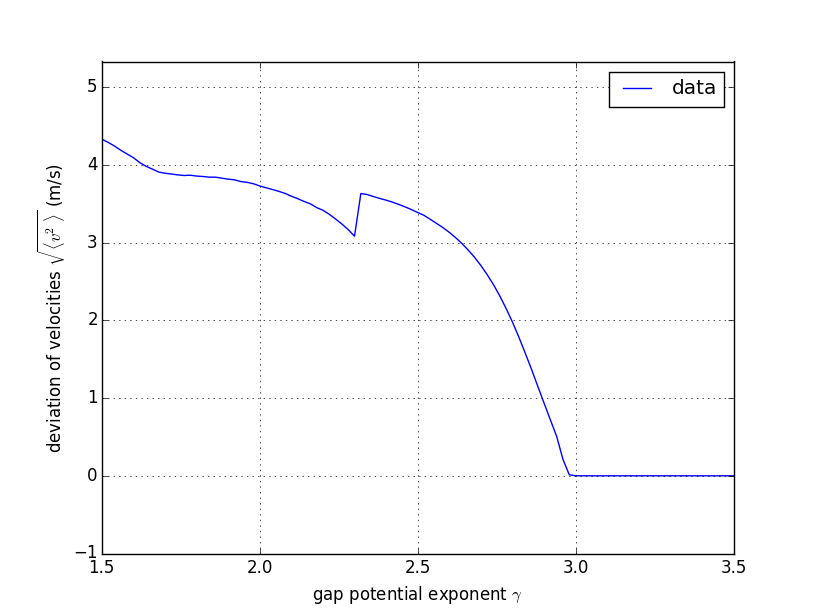 data
5
4
3
2
1
0
−1
1.5 2.0 2.5 3.0 3.5
deviation of velocities √⟨v²⟩ (m/s)
gap potential exponent γ